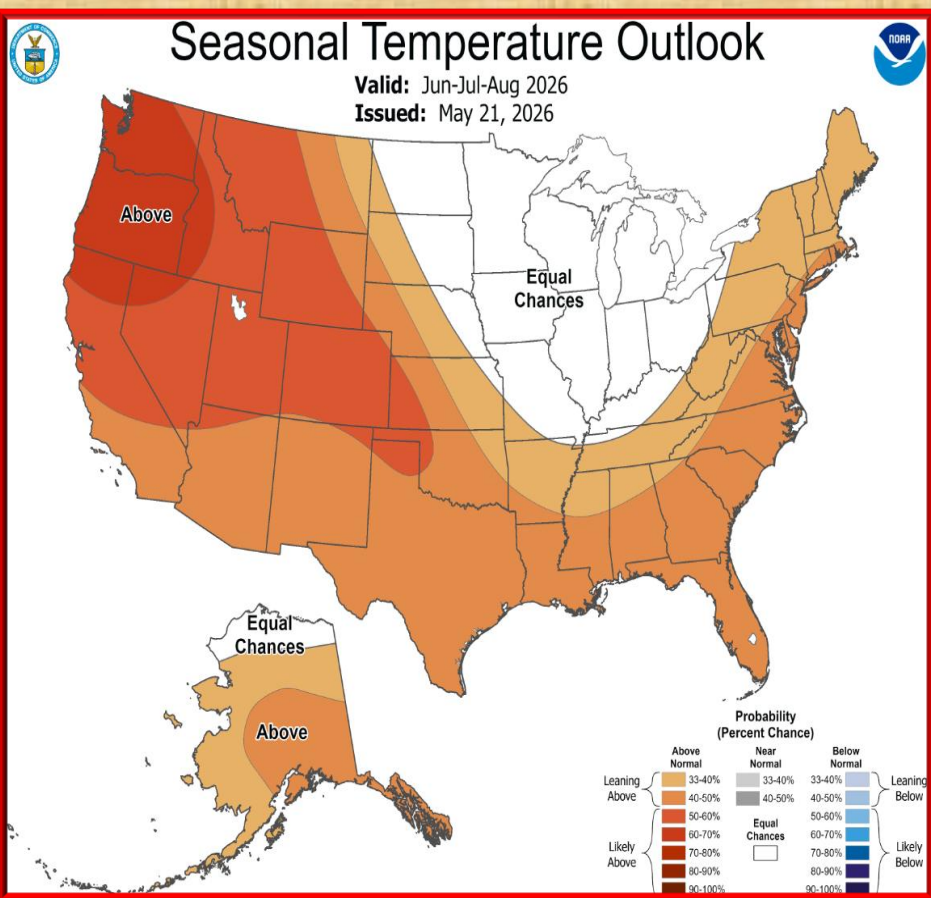 Seasonal Temperature Outlook
Valid: Jun-Jul-Aug 2026
Issued: May 21, 2026
NOAA
Above
Equal
Chances
Equal
Chances
Above
Probability
(Percent Chance)
Above
Normal
Near
Normal
Below
Normal
Leaning
Above
33-40%
40-50%
33-40%
40-50%
33-40%
40-50%
Leaning
Below
Likely
Above
50-60%
60-70%
70-80%
80-90%
90-100%
Equal
Chances
50-60%
60-70%
70-80%
80-90%
90-100%
Likely
Below